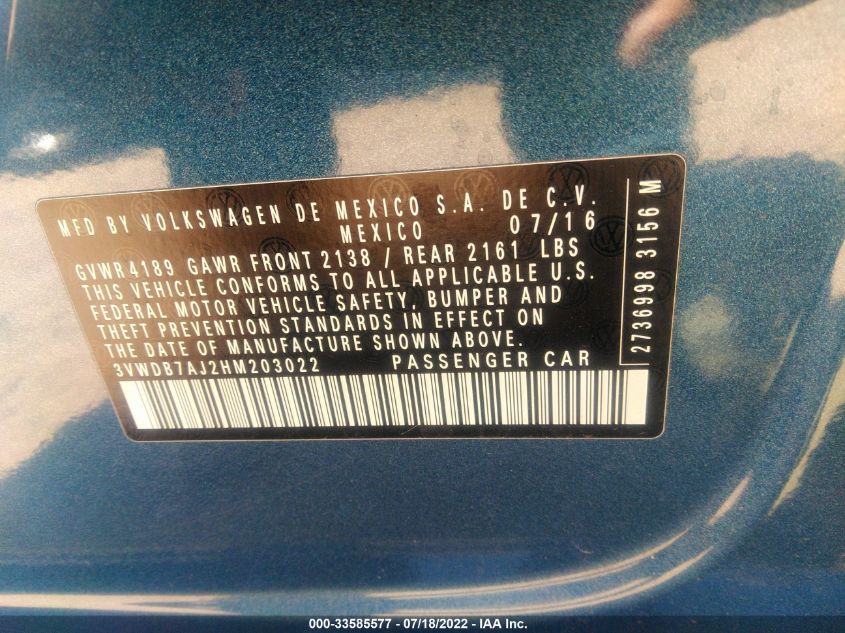 MFD BY VOLKSWAGEN DE MEXICO S.A. DE C.V.
MEXICO 07/16
GVWR4189 GAWR FRONT 2138 / REAR 2161 LBS
THIS VEHICLE CONFORMS TO ALL APPLICABLE U.S.
FEDERAL MOTOR VEHICLE SAFETY, BUMPER AND
THEFT PREVENTION STANDARDS IN EFFECT ON
THE DATE OF MANUFACTURE SHOWN ABOVE.
3VWDB7AJ2HM203022 PASSENGER CAR
2736998 3156 M
000-33585577 - 07/18/2022 - IAA Inc.